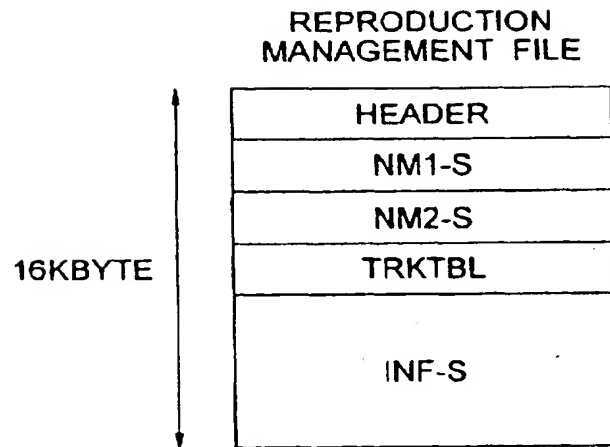 REPRODUCTION
MANAGEMENT FILE
HEADER
NM1-S
NM2-S
16KBYTE
TRKTBL
INF-S